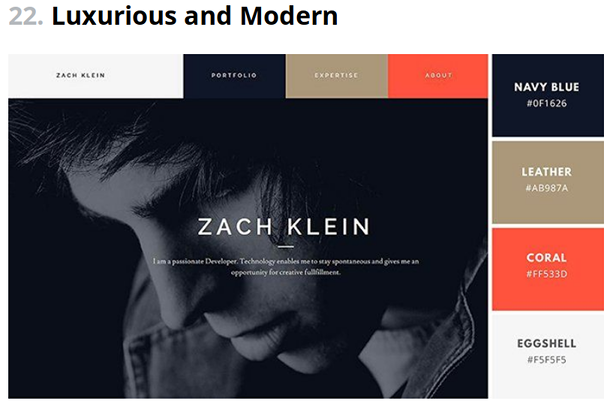 22. Luxurious and Modern
ZACH KLEIN
PORTFOLIO
EXPERTISE
ABOUT
ZACH KLEIN
I am a passionate Developer. Technology enables me to stay spontaneous and gives me an
opportunity for creative fullfillment.
NAVY BLUE
#0F1626
LEATHER
#AB987A
CORAL
#FF533D
EGGSHELL
#F5F5F5